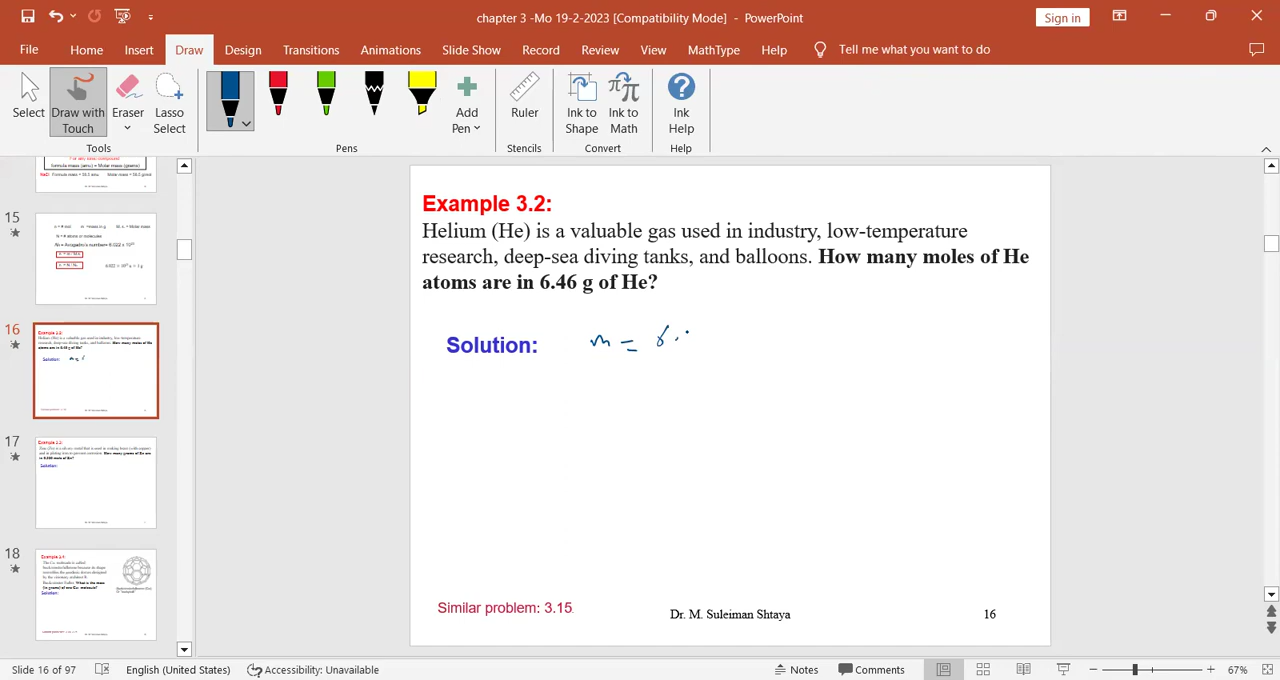 chapter 3 -Mo 19-2-2023 [Compatibility Mode] - PowerPoint
Sign in
File Home Insert Draw Design Transitions Animations Slide Show Record Review View MathType Help Tell me what you want to do
Select
Draw with Touch
Eraser
Lasso Select
Add Pen
Ruler
Ink to Shape
Ink to Math
Ink Help
Tools
Pens
Stencils
Convert
Help
15
16
17
18
Example 3.2:
Helium (He) is a valuable gas used in industry, low-temperature
research, deep-sea diving tanks, and balloons. How many moles of He
atoms are in 6.46 g of He?
Solution: m = 6.
Similar problem: 3.15
Dr. M. Suleiman Shtaya
16
Slide 16 of 97
English (United States)
Accessibility: Unavailable
Notes
Comments
67%